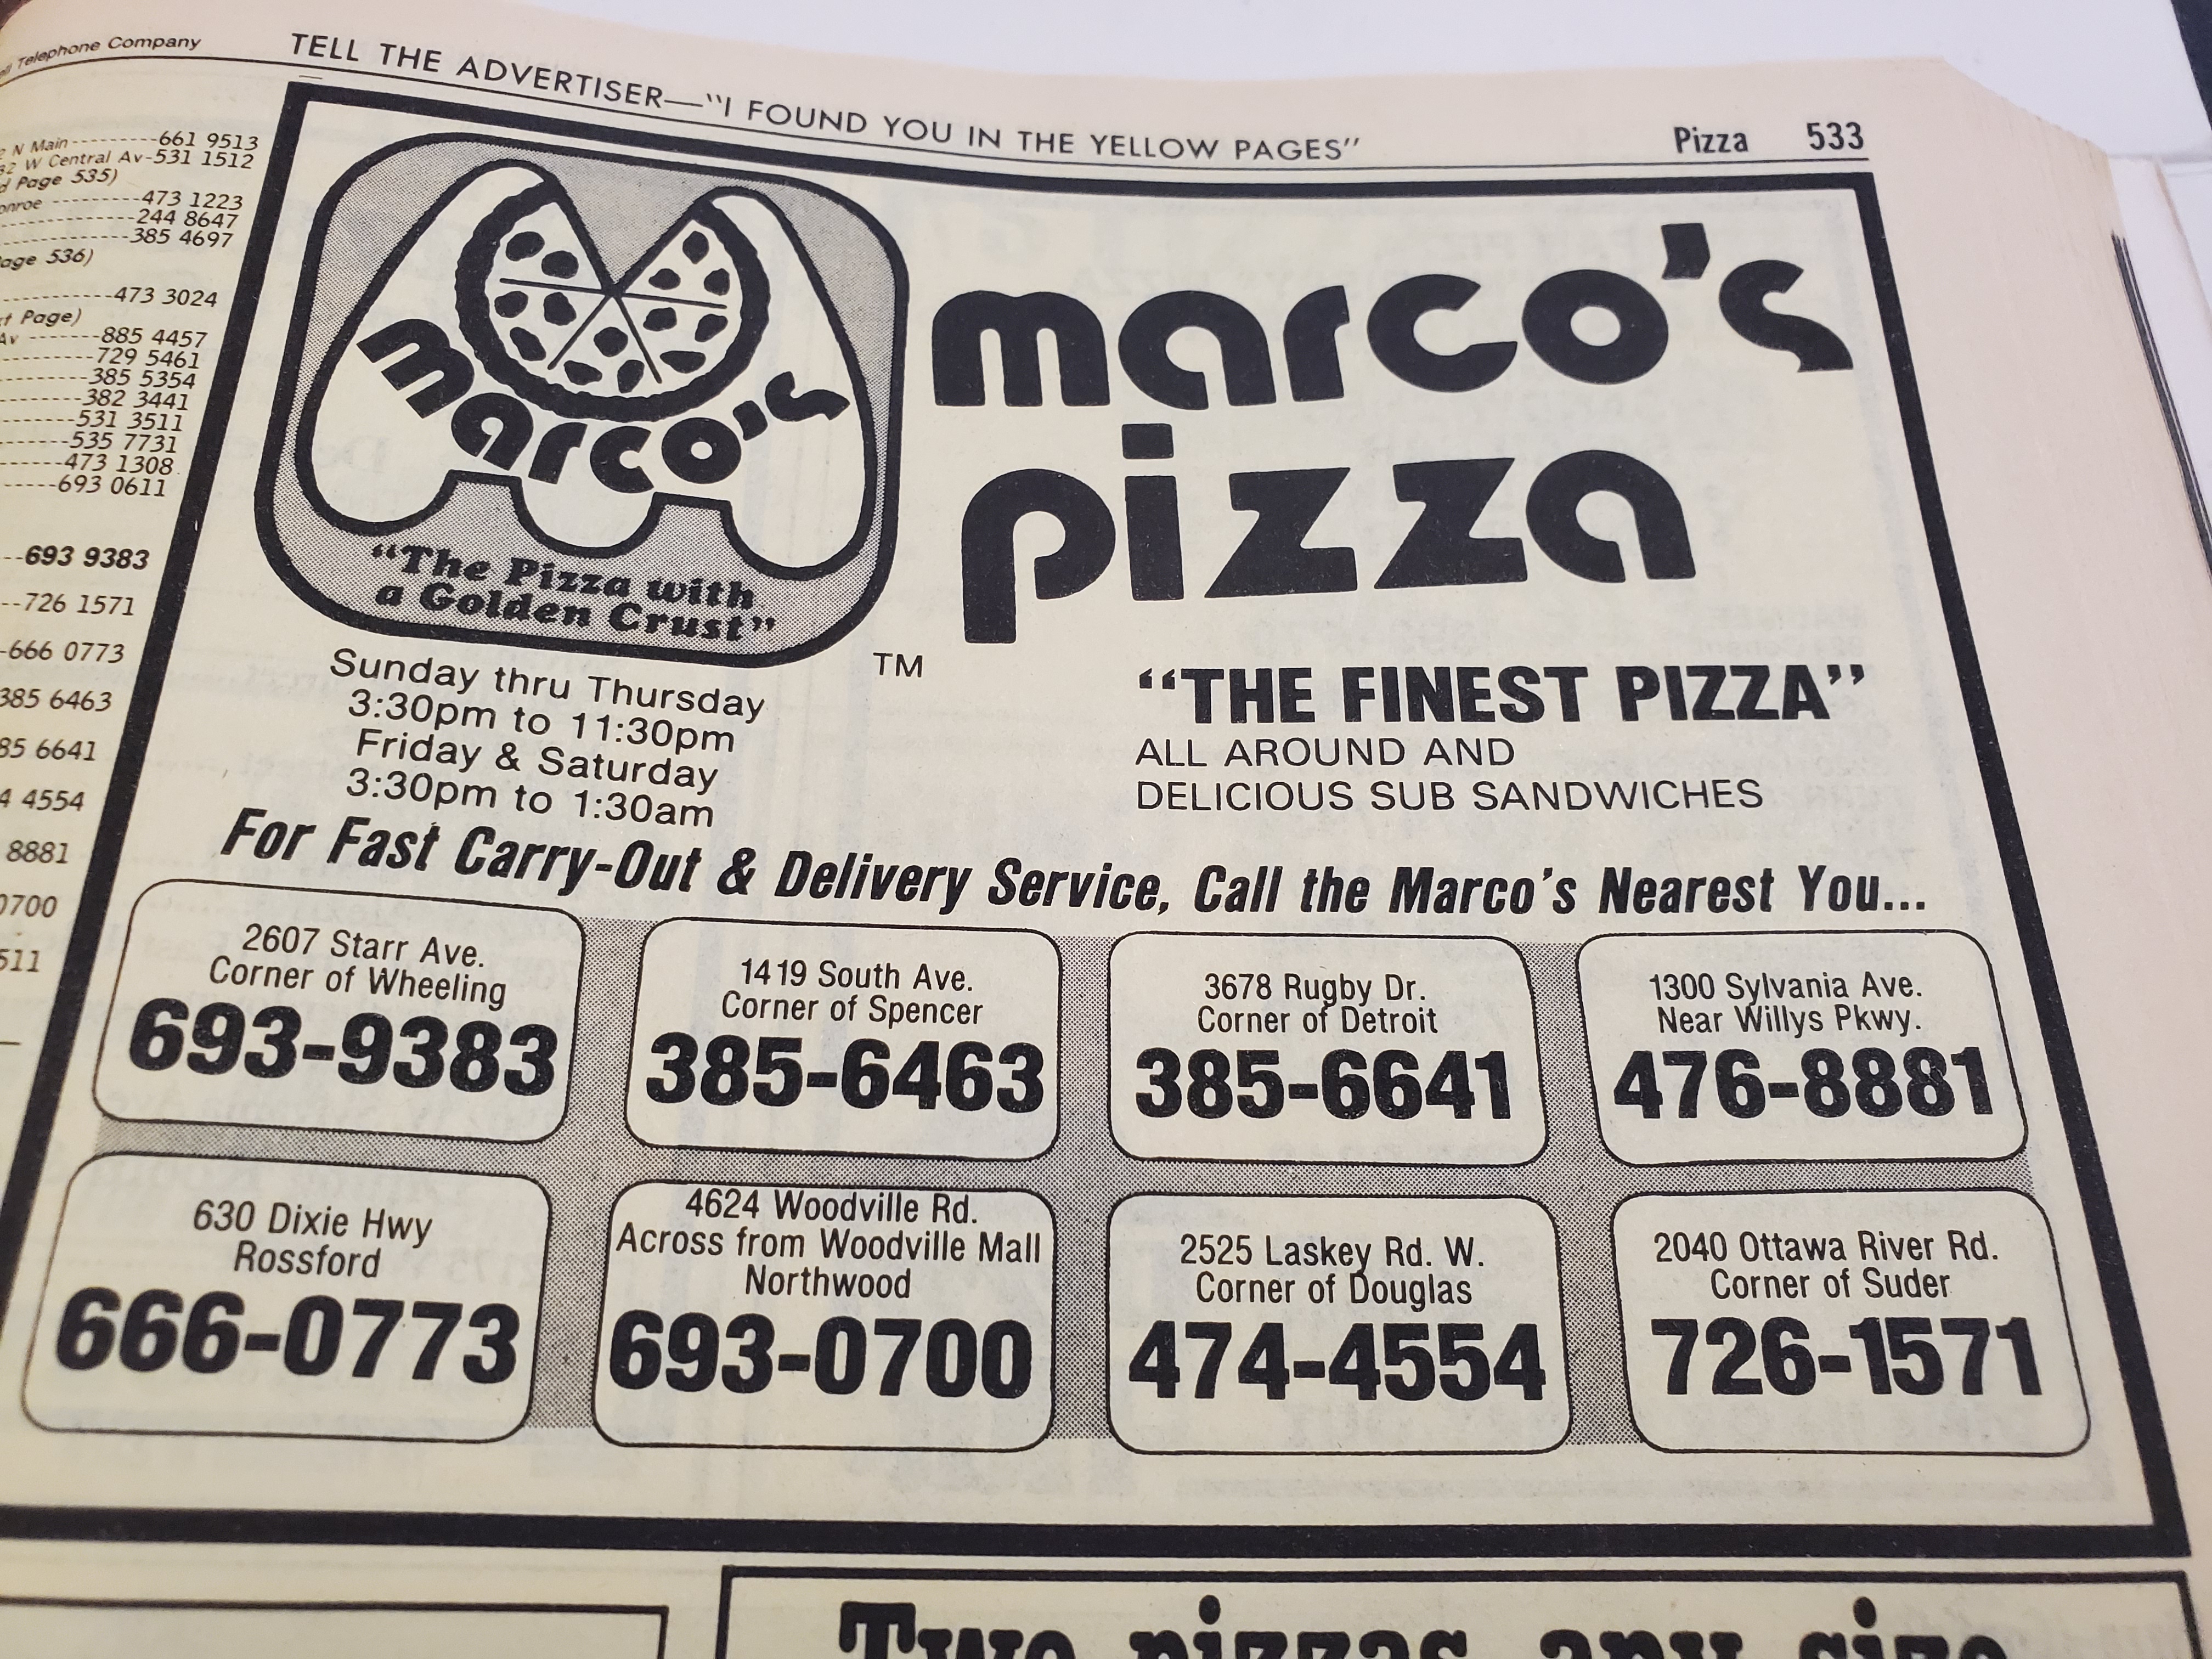 Telephone Company
TELL THE ADVERTISER—"I FOUND YOU IN THE YELLOW PAGES"
Pizza 533
N Main---------661 9513
W Central Av-531 1512
Page 535)
---------473 1223
-------------244 8647
-------------385 4697
Page 536)
-----------473 3024
Page)
Av -------885 4457
---------729 5461
---------385 5354
---------382 3441
--------531 3511
-------535 7731
------473 1308
-----693 0611
---693 9383
---726 1571
-666 0773
385 6463
85 6641
4 4554
8881
0700
511
marco's
"The Pizza with
a Golden Crust"
TM
marco's
pizza
Sunday thru Thursday
3:30pm to 11:30pm
Friday & Saturday
3:30pm to 1:30am
"THE FINEST PIZZA"
ALL AROUND AND
DELICIOUS SUB SANDWICHES
For Fast Carry-Out & Delivery Service, Call the Marco's Nearest You...
2607 Starr Ave.
Corner of Wheeling
693-9383
1419 South Ave.
Corner of Spencer
385-6463
3678 Rugby Dr.
Corner of Detroit
385-6641
1300 Sylvania Ave.
Near Willys Pkwy.
476-8881
630 Dixie Hwy
Rossford
666-0773
4624 Woodville Rd.
Across from Woodville Mall
Northwood
693-0700
2525 Laskey Rd. W.
Corner of Douglas
474-4554
2040 Ottawa River Rd.
Corner of Suder
726-1571
Two pizzas any size